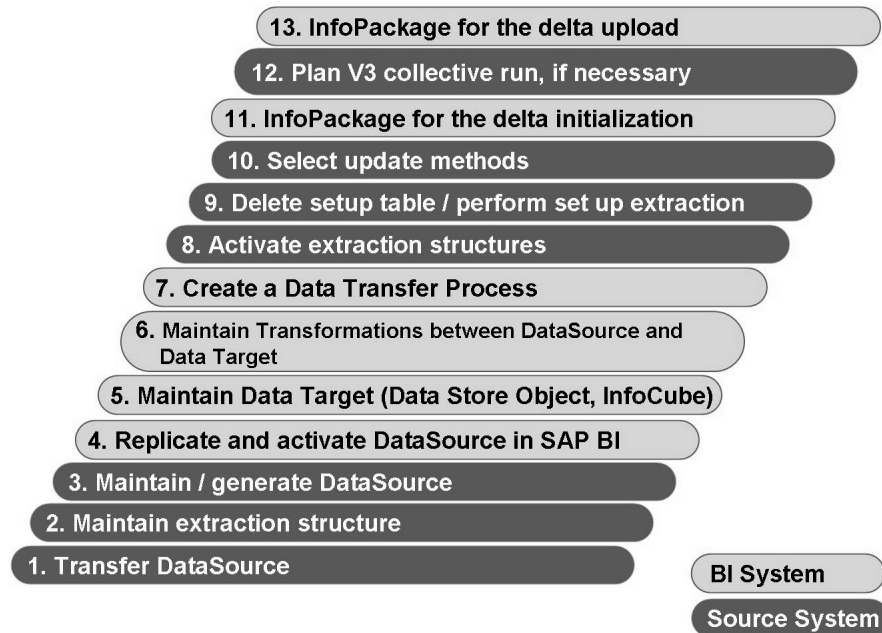 13. InfoPackage for the delta upload
12. Plan V3 collective run, if necessary
11. InfoPackage for the delta initialization
10. Select update methods
9. Delete setup table / perform set up extraction
8. Activate extraction structures
7. Create a Data Transfer Process
6. Maintain Transformations between DataSource and
Data Target
5. Maintain Data Target (Data Store Object, InfoCube)
4. Replicate and activate DataSource in SAP BI
3. Maintain / generate DataSource
2. Maintain extraction structure
1. Transfer DataSource
BI System
Source System